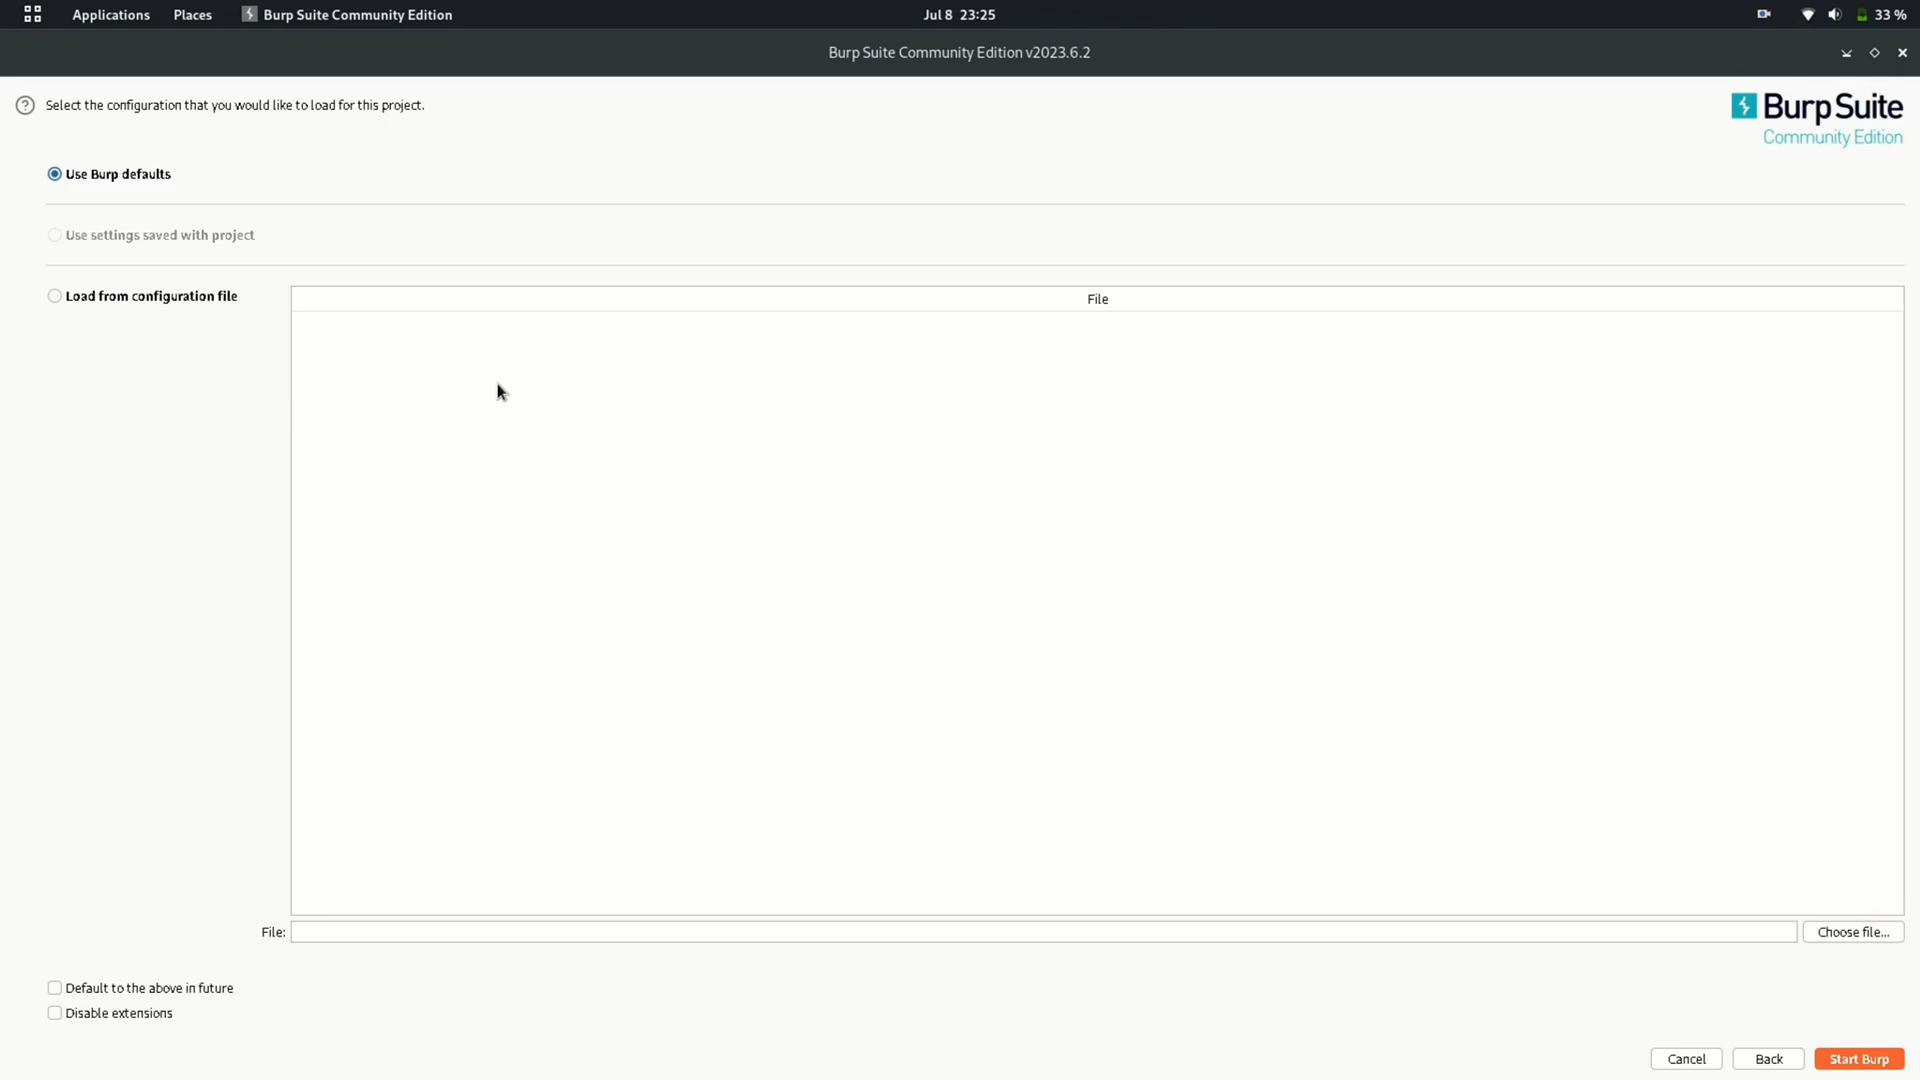 Applications Places Burp Suite Community Edition Jul 8 23:25 33 %
Burp Suite Community Edition v2023.6.2
Select the configuration that you would like to load for this project.
Burp Suite
Community Edition
Use Burp defaults
Use settings saved with project
Load from configuration file
File
File:
Choose file...
Default to the above in future
Disable extensions
Cancel Back Start Burp